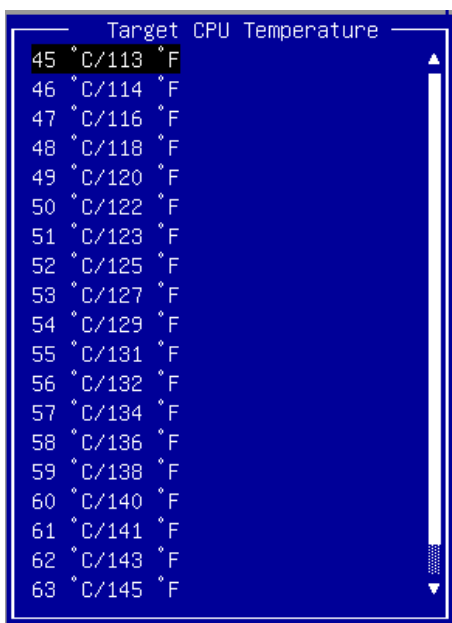 Target CPU Temperature
45 °C/113 °F
46 °C/114 °F
47 °C/116 °F
48 °C/118 °F
49 °C/120 °F
50 °C/122 °F
51 °C/123 °F
52 °C/125 °F
53 °C/127 °F
54 °C/129 °F
55 °C/131 °F
56 °C/132 °F
57 °C/134 °F
58 °C/136 °F
59 °C/138 °F
60 °C/140 °F
61 °C/141 °F
62 °C/143 °F
63 °C/145 °F